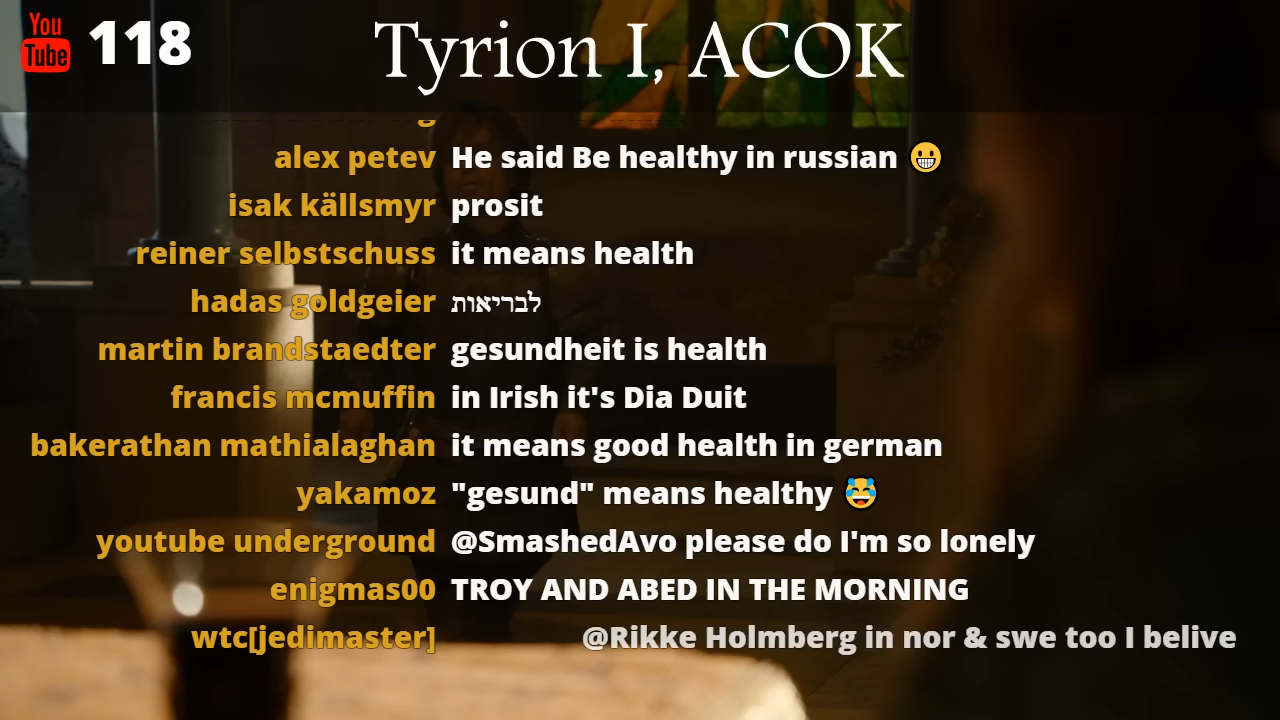 You Tube 118
Tyrion I, ACOK
alex petev He said Be healthy in russian 😀
isak källsmyr prosit
reiner selbstschuss it means health
hadas goldgeier לבריאות
martin brandstaedter gesundheit is health
francis mcmuffin in Irish it's Dia Duit
bakerathan mathialaghan it means good health in german
yakamoz "gesund" means healthy 😂
youtube underground @SmashedAvo please do I'm so lonely
enigmas00 TROY AND ABED IN THE MORNING
wtc[jedimaster] @Rikke Holmberg in nor & swe too I belive